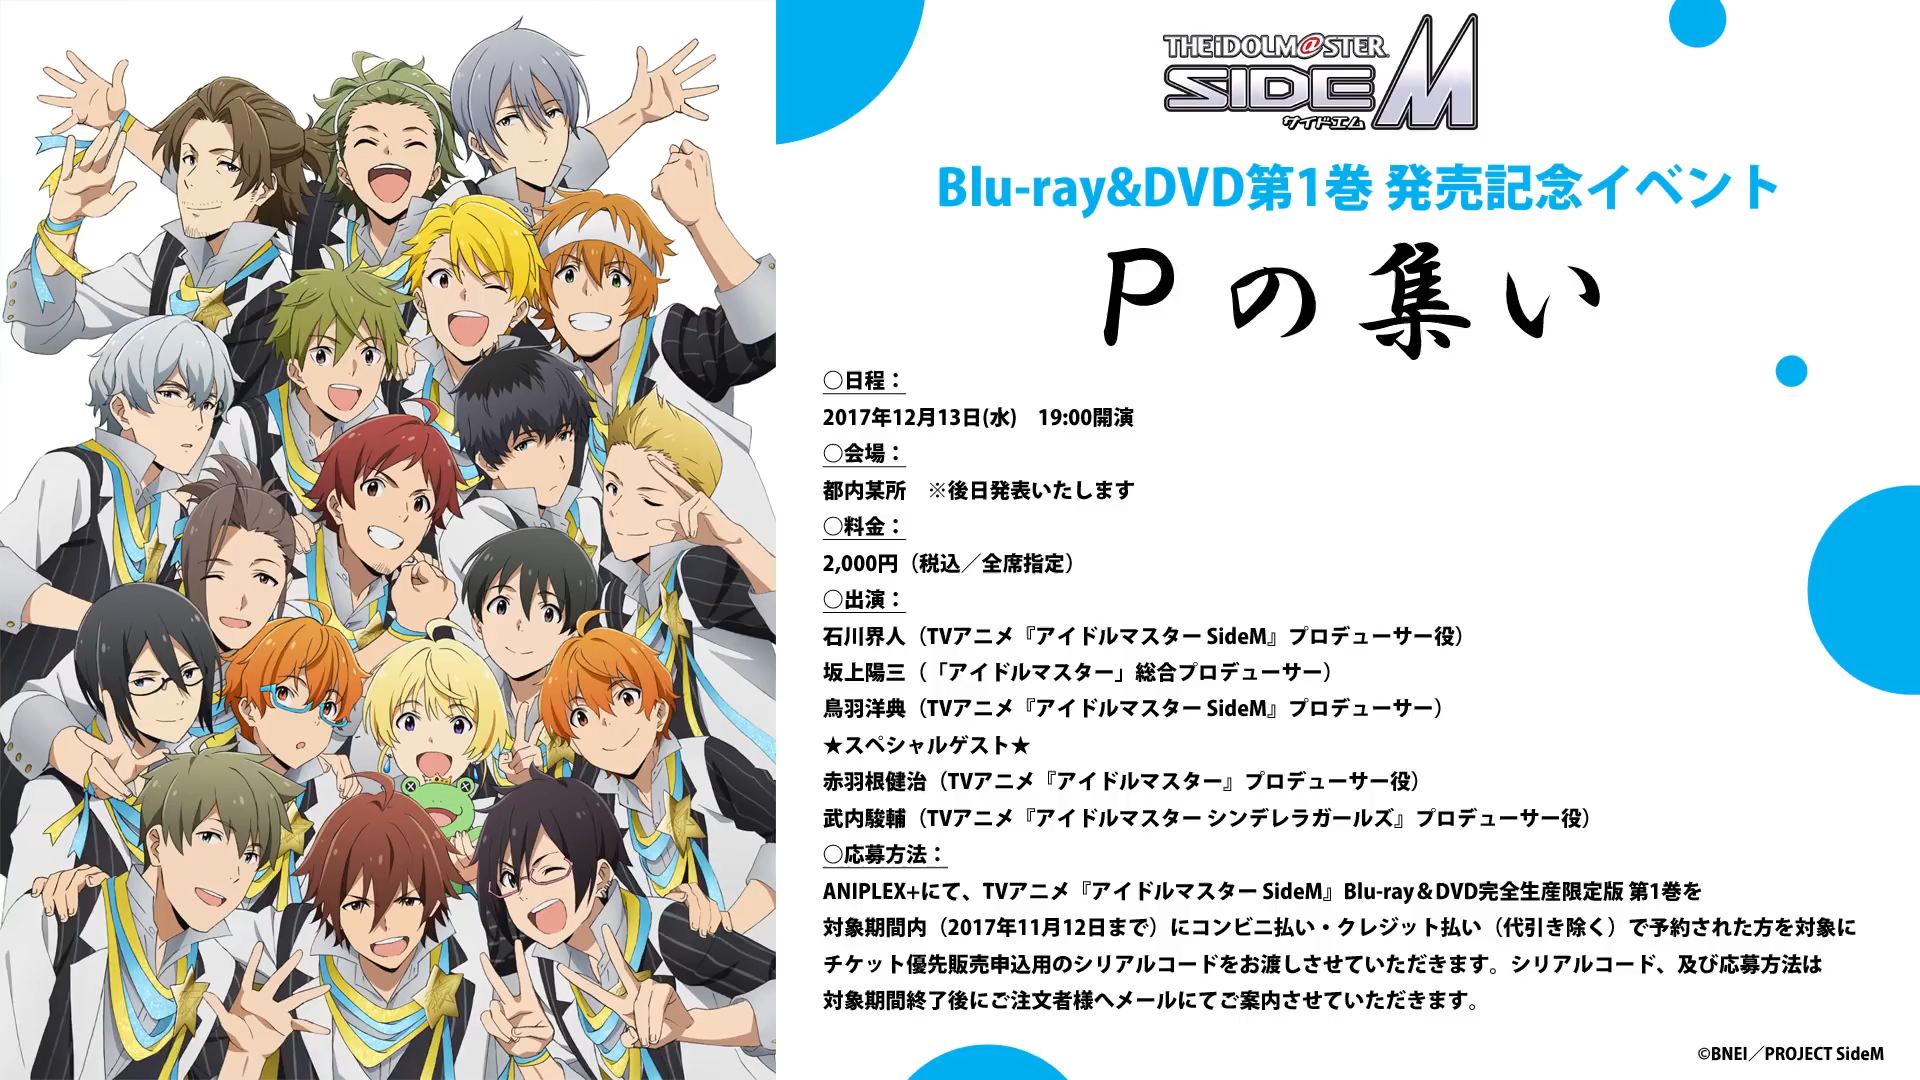 THE iDOLM@STER
SIDEM
サイドエム
Blu-ray&DVD第1巻 発売記念イベント
Pの集い
○日程：
2017年12月13日(水)　19:00開演
○会場：
都内某所　※後日発表いたします
○料金：
2,000円（税込／全席指定）
○出演：
石川界人（TVアニメ『アイドルマスター SideM』プロデューサー役）
坂上陽三（「アイドルマスター」総合プロデューサー）
鳥羽洋典（TVアニメ『アイドルマスター SideM』プロデューサー）
★スペシャルゲスト★
赤羽根健治（TVアニメ『アイドルマスター』プロデューサー役）
武内駿輔（TVアニメ『アイドルマスター シンデレラガールズ』プロデューサー役）
○応募方法：
ANIPLEX+にて、TVアニメ『アイドルマスター SideM』Blu-ray＆DVD完全生産限定版 第1巻を
対象期間内（2017年11月12日まで）にコンビニ払い・クレジット払い（代引き除く）で予約された方を対象に
チケット優先販売申込用のシリアルコードをお渡しさせていただきます。シリアルコード、及び応募方法は
対象期間終了後にご注文者様へメールにてご案内させていただきます。
©BNEI／PROJECT SideM